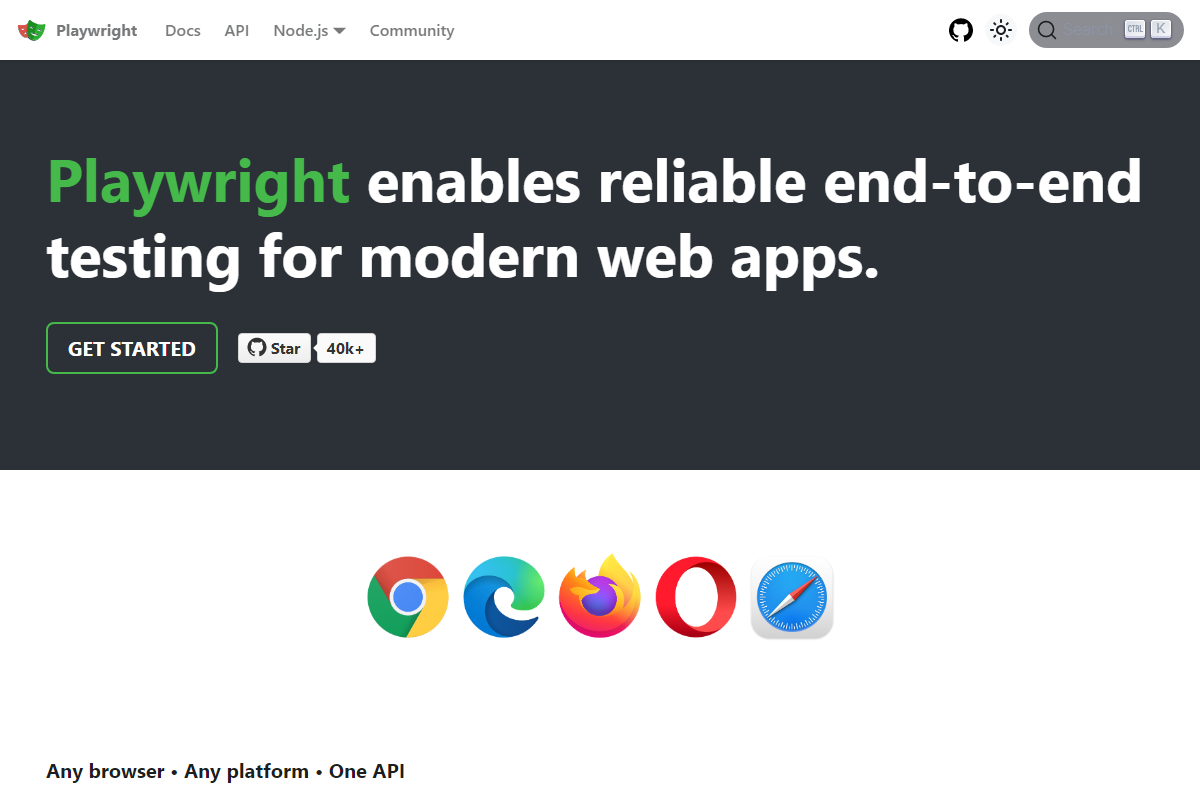 Playwright Docs API Node.js Community Search CTRL K
Playwright enables reliable end-to-end
testing for modern web apps.
GET STARTED Star 40k+
Any browser • Any platform • One API